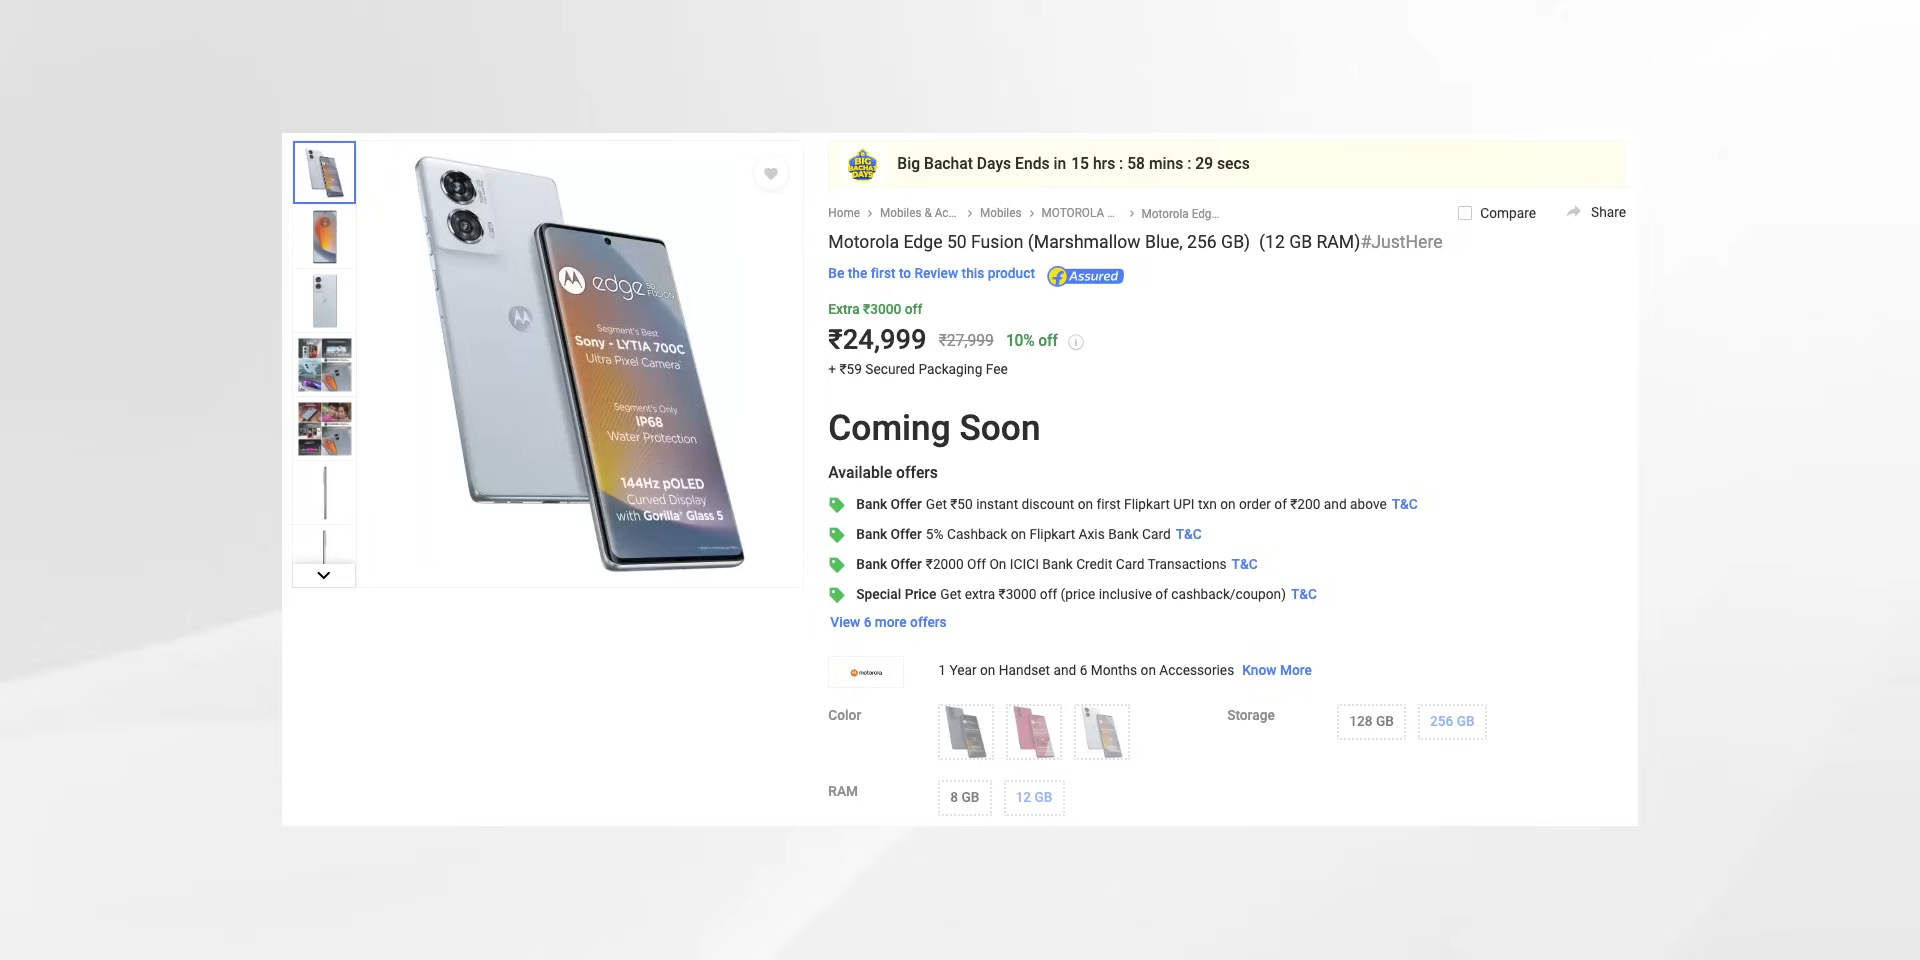 BIG
BACHAT
DAYS
Big Bachat Days Ends in 15 hrs : 58 mins : 29 secs
Home > Mobiles & Ac... > Mobiles > MOTOROLA ... > Motorola Edg...
Compare
Share
Motorola Edge 50 Fusion (Marshmallow Blue, 256 GB) (12 GB RAM)#JustHere
Be the first to Review this product
Assured
Extra ₹3000 off
₹24,999 ₹27,999 10% off
+ ₹59 Secured Packaging Fee
Coming Soon
Available offers
Bank Offer Get ₹50 instant discount on first Flipkart UPI txn on order of ₹200 and above T&C
Bank Offer 5% Cashback on Flipkart Axis Bank Card T&C
Bank Offer ₹2000 Off On ICICI Bank Credit Card Transactions T&C
Special Price Get extra ₹3000 off (price inclusive of cashback/coupon) T&C
View 6 more offers
motorola
1 Year on Handset and 6 Months on Accessories Know More
Color
Storage
128 GB
256 GB
RAM
8 GB
12 GB
edge 50 FUSION
Segment's Best
Sony - LYTIA 700C
Ultra Pixel Camera
Segment's Only
IP68
Water Protection
144Hz pOLED
Curved Display
with Gorilla® Glass 5